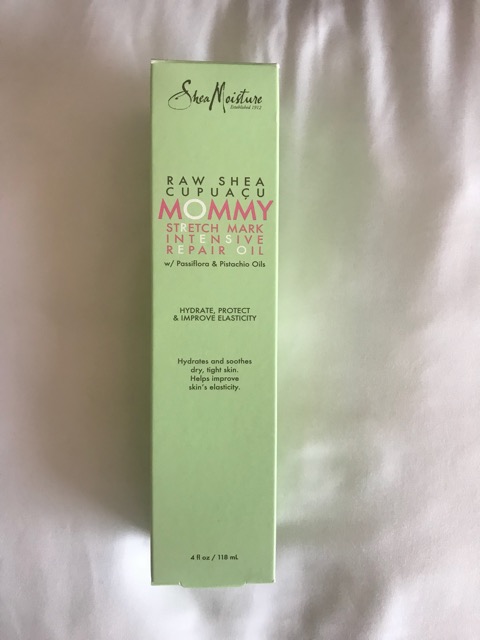 SheaMoisture
Established 1912
RAW SHEA
CUPUAÇU
MOMMY
STRETCH MARK
INTENSIVE
REPAIR OIL
w/ Passiflora & Pistachio Oils
HYDRATE, PROTECT
& IMPROVE ELASTICITY
Hydrates and soothes
dry, tight skin.
Helps improve
skin's elasticity.
4 fl oz / 118 mL